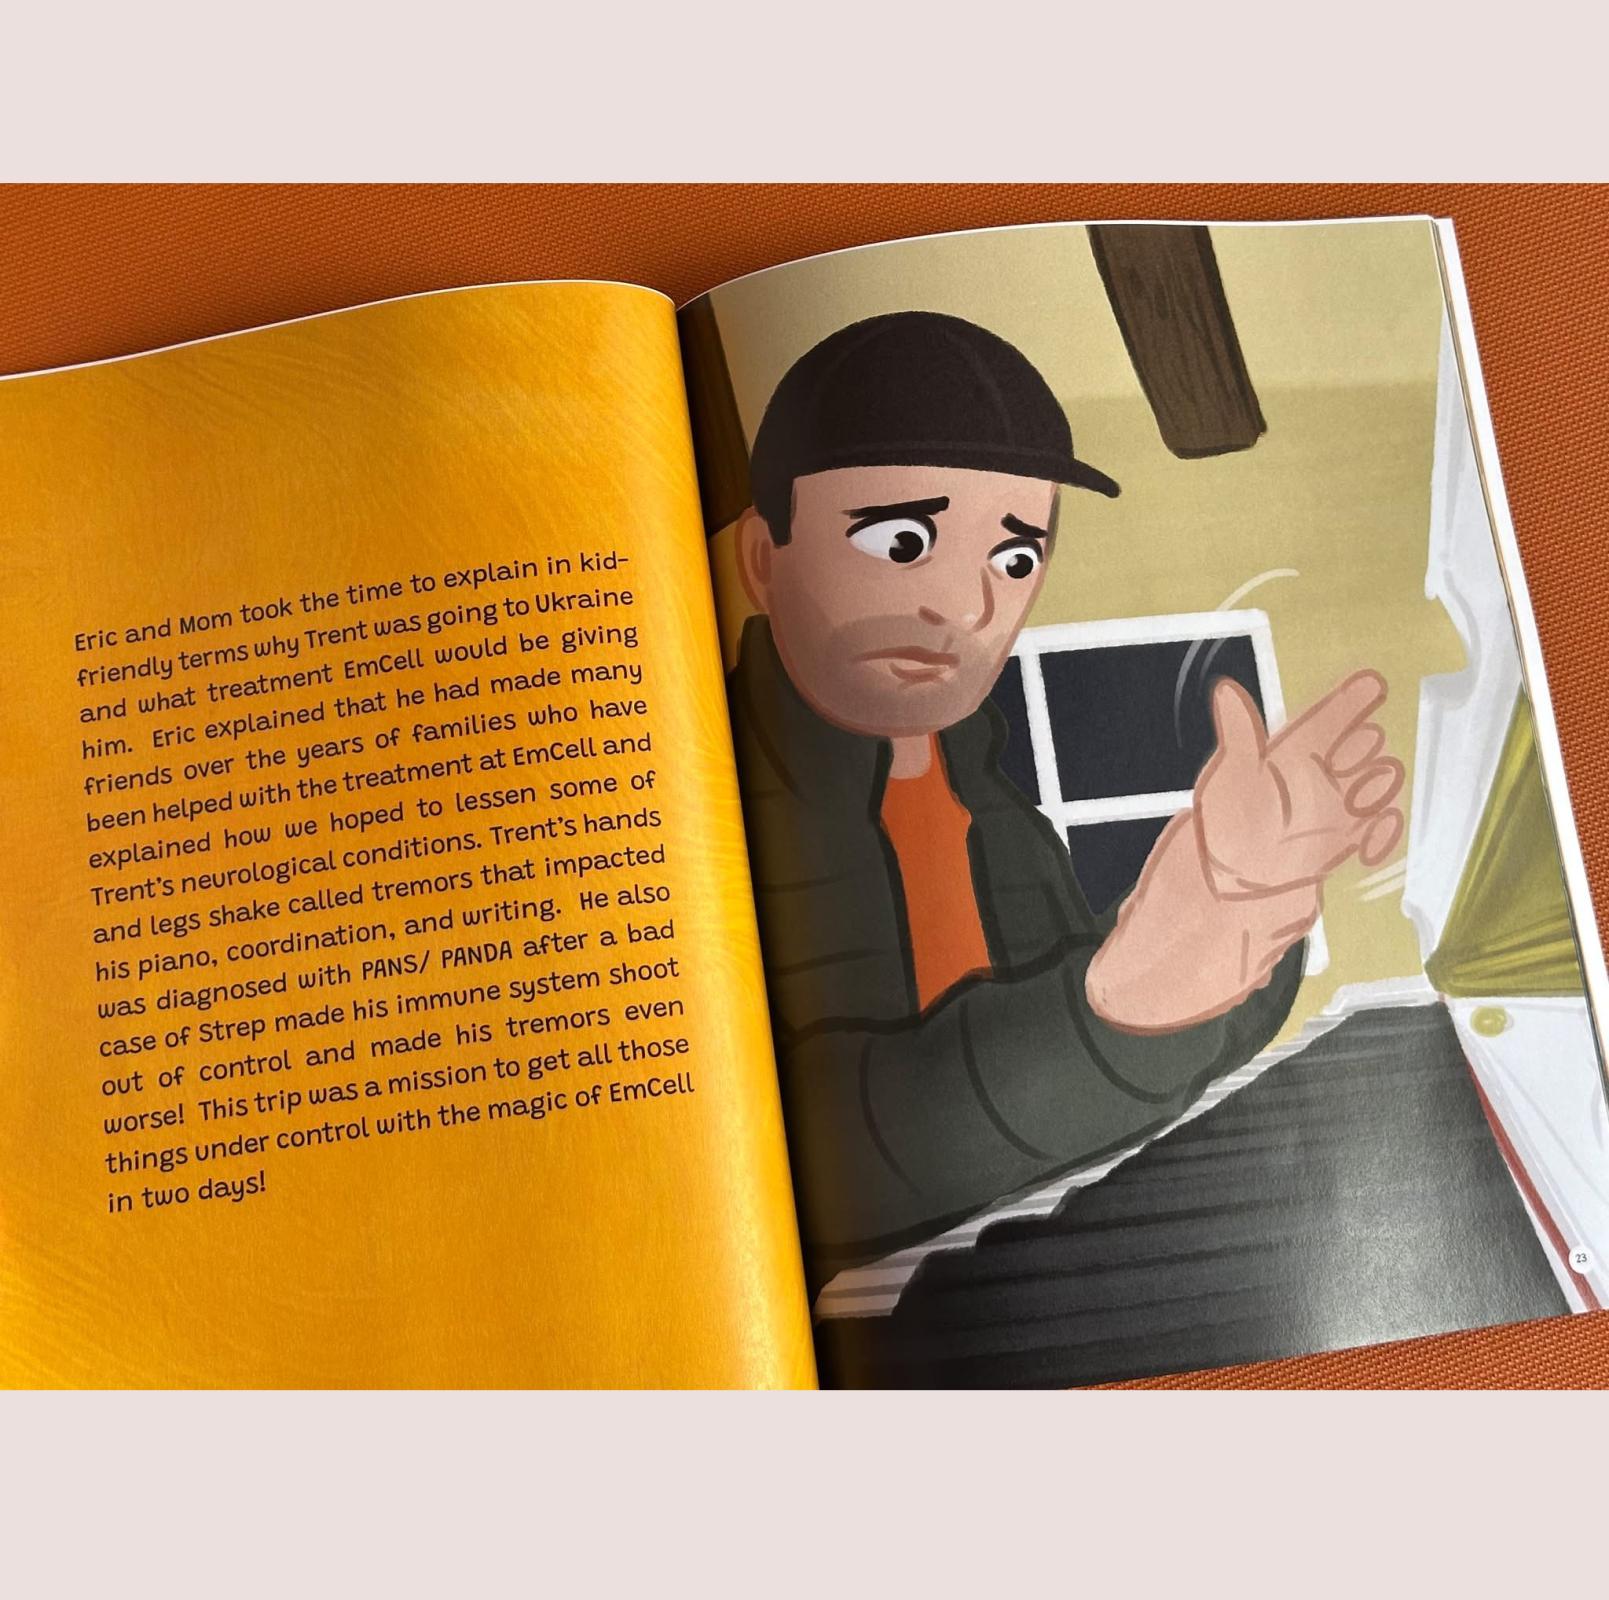 Eric and Mom took the time to explain in kid-
friendly terms why Trent was going to Ukraine
and what treatment EmCell would be giving
him. Eric explained that he had made many
friends over the years of families who have
been helped with the treatment at EmCell and
explained how we hoped to lessen some of
Trent's neurological conditions. Trent's hands
and legs shake called tremors that impacted
his piano, coordination, and writing. He also
was diagnosed with PANS/ PANDA after a bad
case of Strep made his immune system shoot
out of control and made his tremors even
worse! This trip was a mission to get all those
things under control with the magic of EmCell
in two days!
23